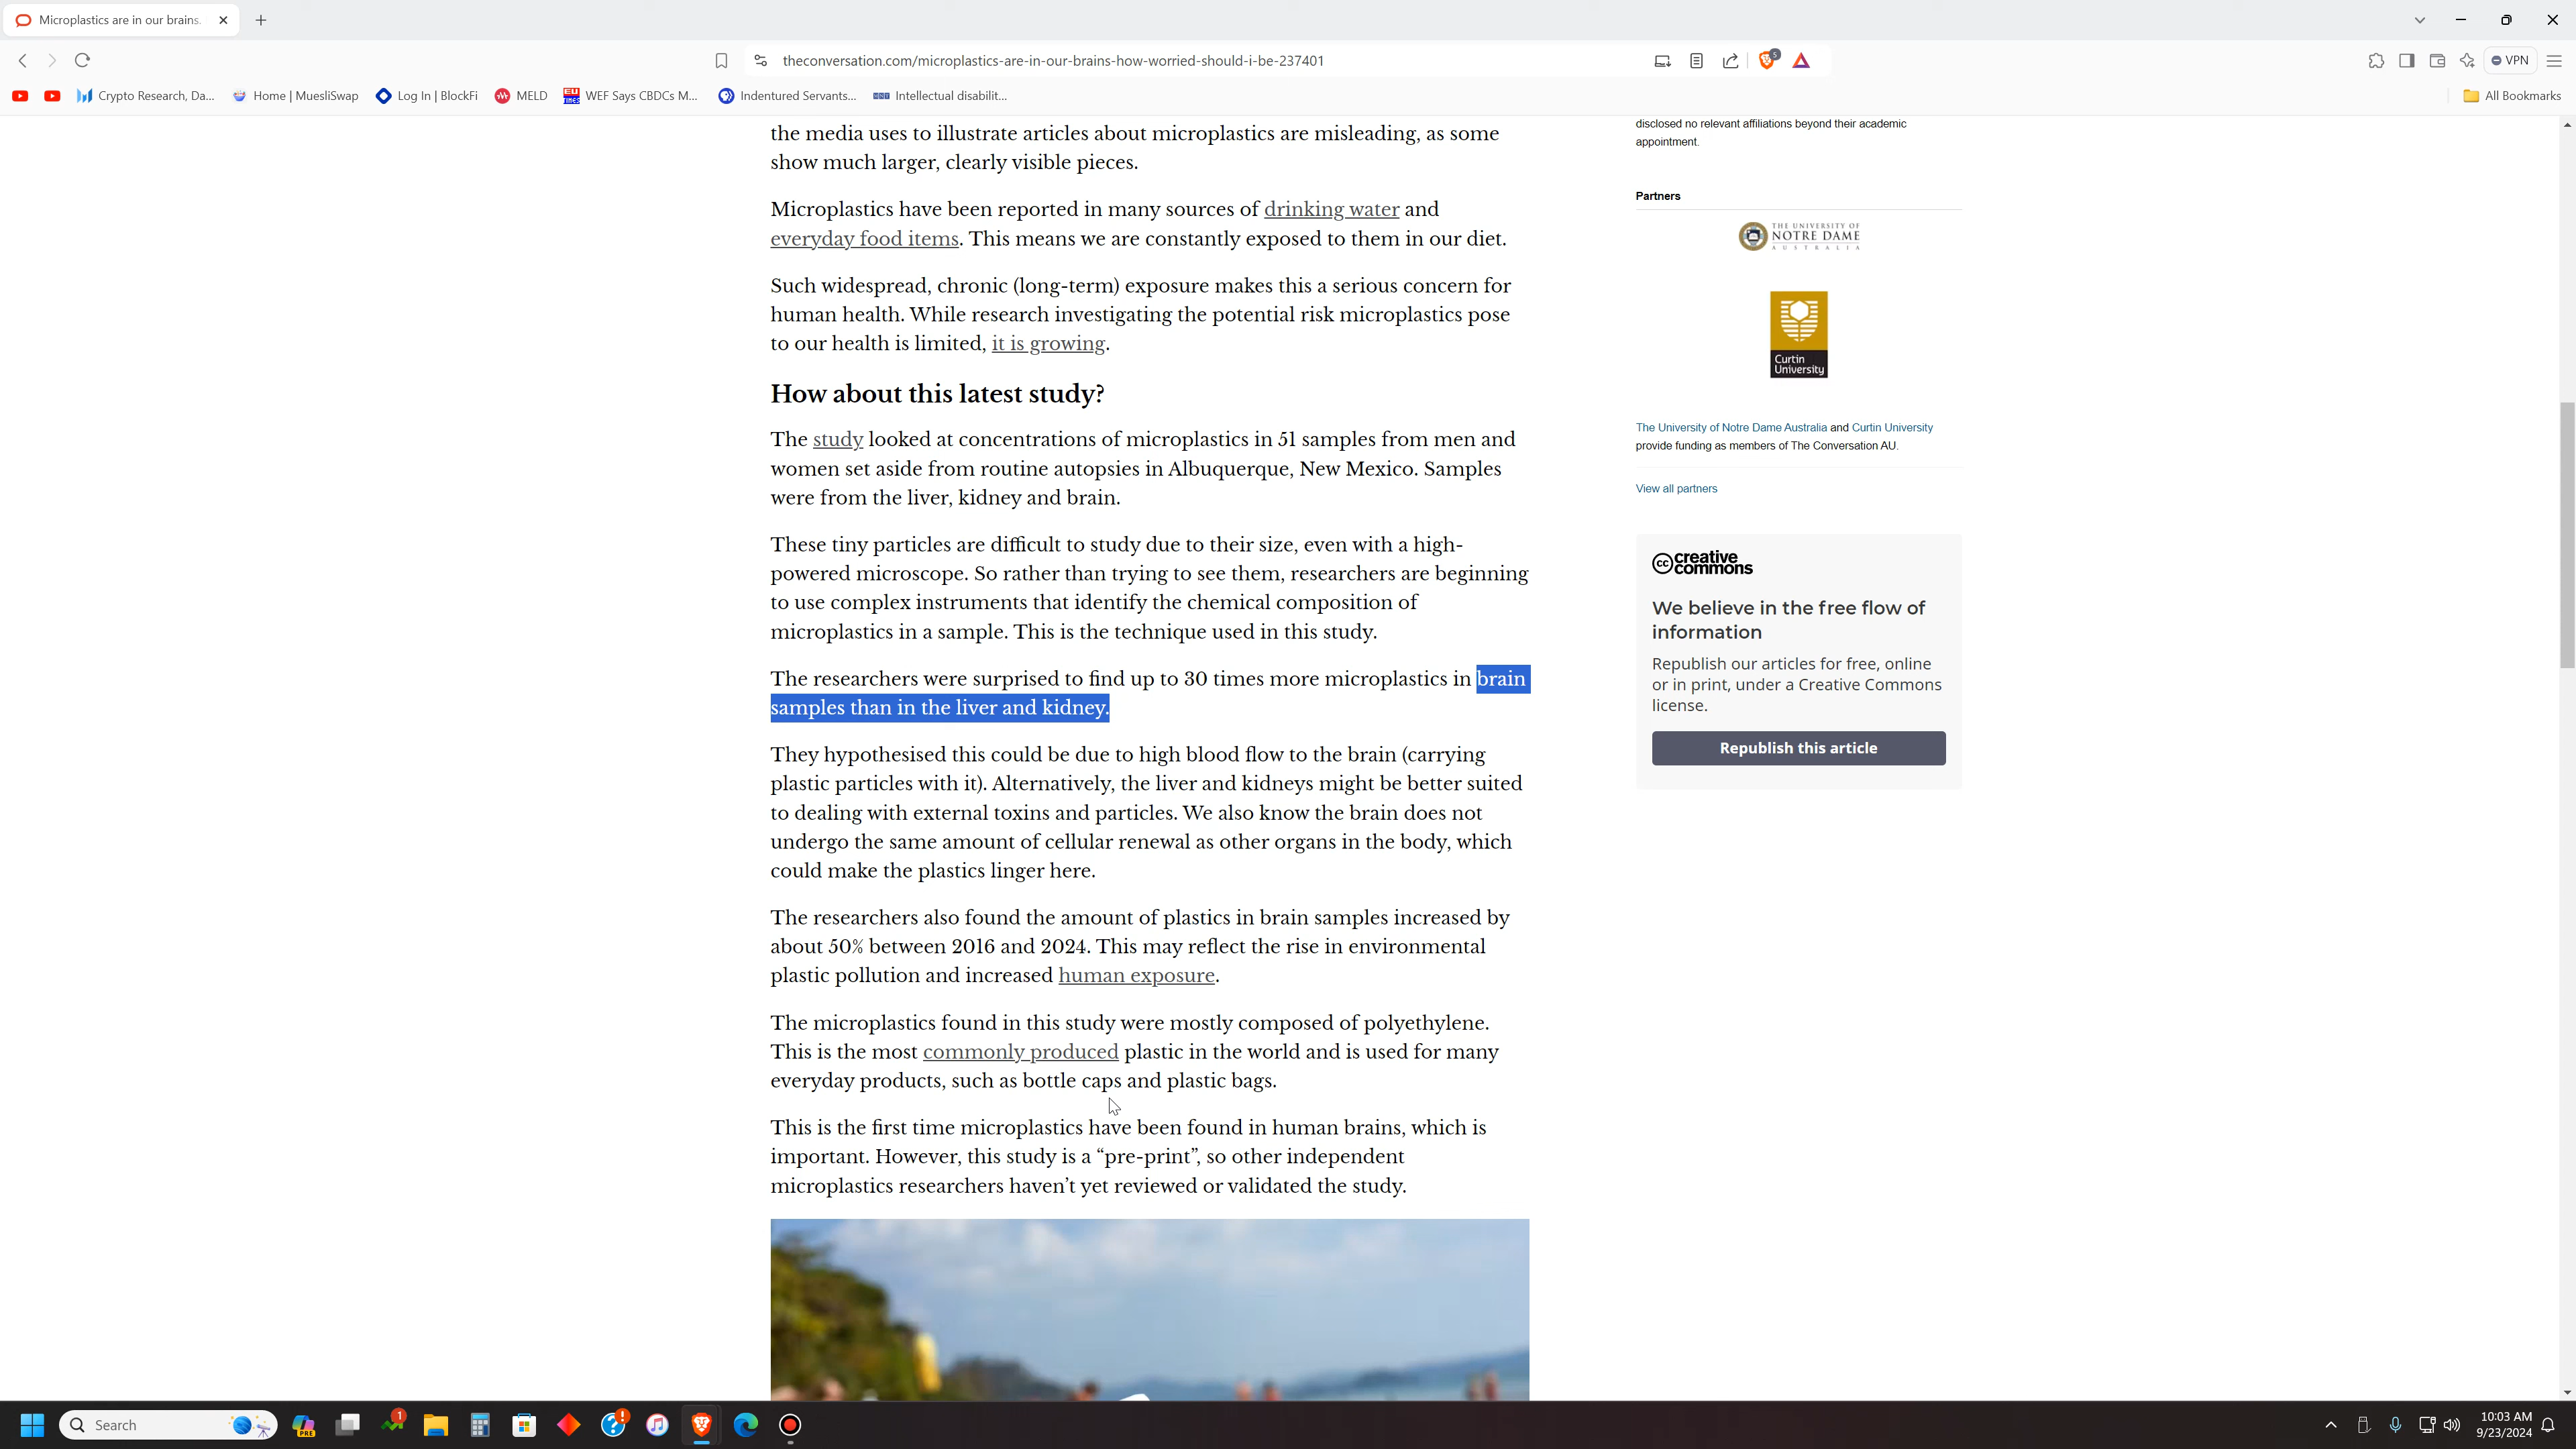 Microplastics are in our brains.
theconversation.com/microplastics-are-in-our-brains-how-worried-should-i-be-237401
5
VPN
Crypto Research, Da...
Home | MuesliSwap
Log In | BlockFi
MELD
WEF Says CBDCs M...
Indentured Servants...
Intellectual disabilit...
All Bookmarks
the media uses to illustrate articles about microplastics are misleading, as some
show much larger, clearly visible pieces.
Microplastics have been reported in many sources of drinking water and
everyday food items. This means we are constantly exposed to them in our diet.
Such widespread, chronic (long-term) exposure makes this a serious concern for
human health. While research investigating the potential risk microplastics pose
to our health is limited, it is growing.
How about this latest study?
The study looked at concentrations of microplastics in 51 samples from men and
women set aside from routine autopsies in Albuquerque, New Mexico. Samples
were from the liver, kidney and brain.
These tiny particles are difficult to study due to their size, even with a high-
powered microscope. So rather than trying to see them, researchers are beginning
to use complex instruments that identify the chemical composition of
microplastics in a sample. This is the technique used in this study.
The researchers were surprised to find up to 30 times more microplastics in brain
samples than in the liver and kidney.
They hypothesised this could be due to high blood flow to the brain (carrying
plastic particles with it). Alternatively, the liver and kidneys might be better suited
to dealing with external toxins and particles. We also know the brain does not
undergo the same amount of cellular renewal as other organs in the body, which
could make the plastics linger here.
The researchers also found the amount of plastics in brain samples increased by
about 50% between 2016 and 2024. This may reflect the rise in environmental
plastic pollution and increased human exposure.
The microplastics found in this study were mostly composed of polyethylene.
This is the most commonly produced plastic in the world and is used for many
everyday products, such as bottle caps and plastic bags.
This is the first time microplastics have been found in human brains, which is
important. However, this study is a “pre-print”, so other independent
microplastics researchers haven’t yet reviewed or validated the study.
disclosed no relevant affiliations beyond their academic
appointment.
Partners
THE UNIVERSITY OF
NOTRE DAME
AUSTRALIA
Curtin
University
The University of Notre Dame Australia and Curtin University
provide funding as members of The Conversation AU.
View all partners
cc creative
commons
We believe in the free flow of
information
Republish our articles for free, online
or in print, under a Creative Commons
license.
Republish this article
Search
PRE
1
10:03 AM
9/23/2024